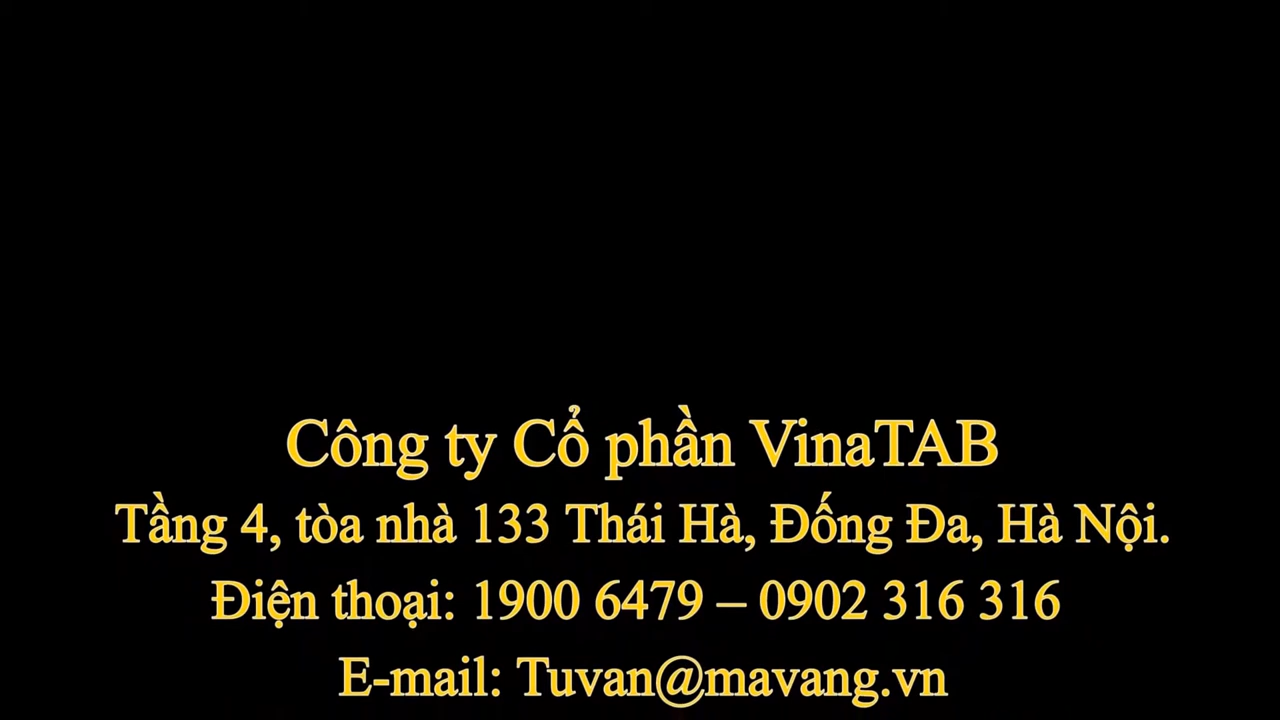 Công ty Cổ phần VinaTAB
Tầng 4, tòa nhà 133 Thái Hà, Đống Đa, Hà Nội.
Điện thoại: 1900 6479 – 0902 316 316
E-mail: Tuvan@mavang.vn